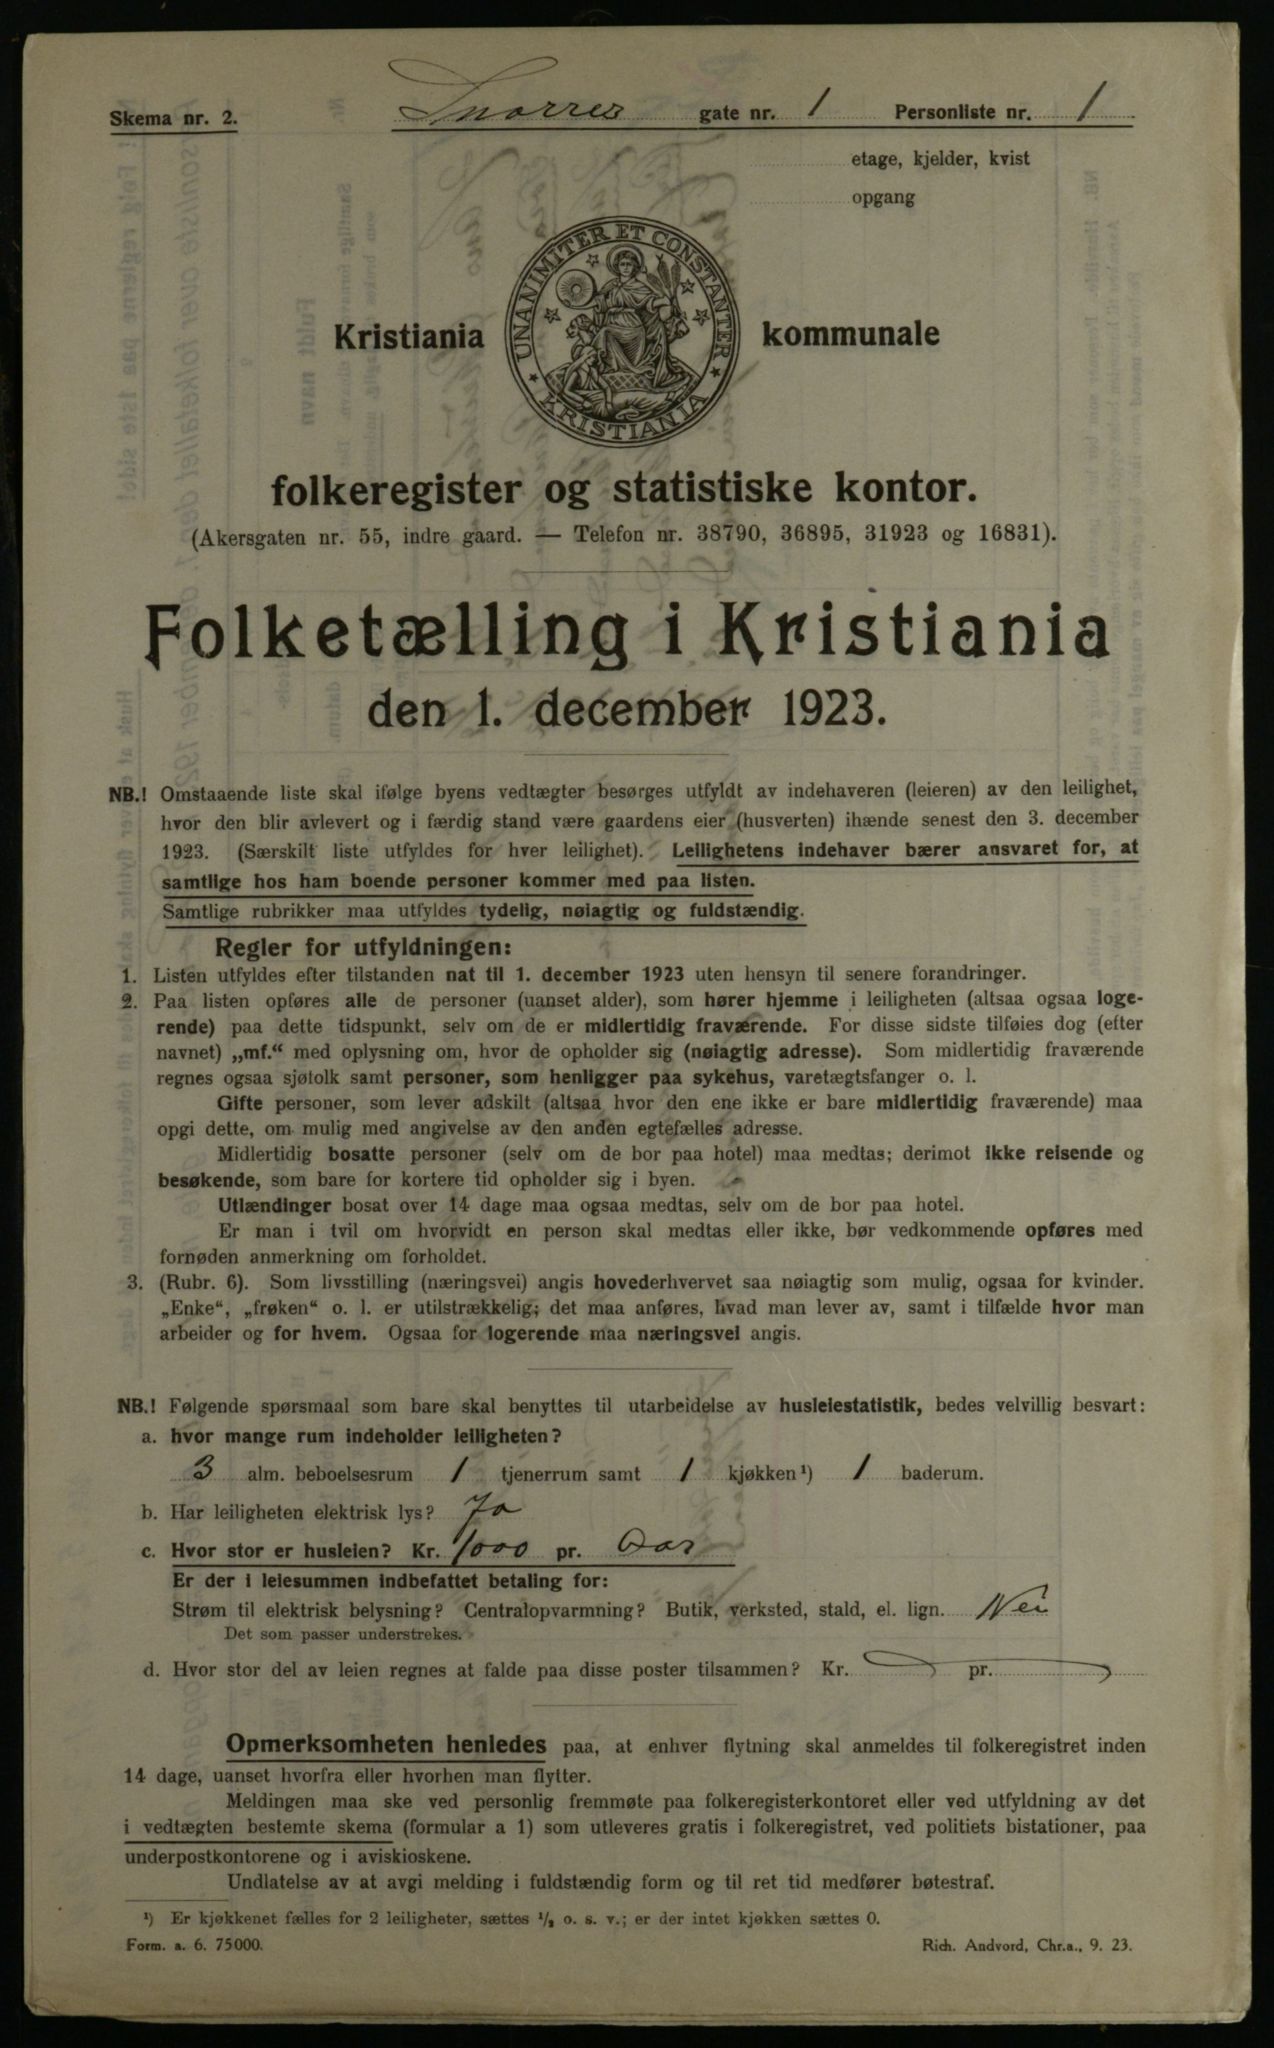 Skema nr. 2.
Snorres gate nr. 1 Personliste nr. 1
etage, kjelder, kvist
opgang
UNANIMITER ET CONSTANTER
KRISTIANIA
Kristiania kommunale
folkeregister og statistiske kontor.
(Akersgaten nr. 55, indre gaard. — Telefon nr. 38790, 36895, 31923 og 16831).
Folketælling i Kristiania
den 1. december 1923.
NB.! Omstaaende liste skal ifølge byens vedtægter besørges utfyldt av indehaveren (leieren) av den leilighet,
hvor den blir avlevert og i færdig stand være gaardens eier (husverten) ihænde senest den 3. december
1923. (Særskilt liste utfyldes for hver leilighet). Leilighetens indehaver bærer ansvaret for, at
samtlige hos ham boende personer kommer med paa listen.
Samtlige rubrikker maa utfyldes tydelig, nøiagtig og fuldstændig.
Regler for utfyldningen:
1. Listen utfyldes efter tilstanden nat til 1. december 1923 uten hensyn til senere forandringer.
2. Paa listen opføres alle de personer (uanset alder), som hører hjemme i leiligheten (altsaa ogsaa loge-
rende) paa dette tidspunkt, selv om de er midlertidig fraværende. For disse sidste tilføies dog (efter
navnet) „mf.“ med oplysning om, hvor de opholder sig (nøiagtig adresse). Som midlertidig fraværende
regnes ogsaa sjøfolk samt personer, som henligger paa sykehus, varetægtsfanger o. l.
Gifte personer, som lever adskilt (altsaa hvor den ene ikke er bare midlertidig fraværende) maa
opgi dette, om mulig med angivelse av den anden egtefælles adresse.
Midlertidig bosatte personer (selv om de bor paa hotel) maa medtas; derimot ikke reisende og
besøkende, som bare for kortere tid opholder sig i byen.
Utlændinger bosat over 14 dage maa ogsaa medtas, selv om de bor paa hotel.
Er man i tvil om hvorvidt en person skal medtas eller ikke, bør vedkommende opføres med
fornøden anmerkning om forholdet.
3. (Rubr. 6). Som livsstilling (næringsvei) angis hovederhvervet saa nøiagtig som mulig, ogsaa for kvinder.
„Enke“, „frøken“ o. l. er utilstrækkelig; det maa anføres, hvad man lever av, samt i tilfælde hvor man
arbeider og for hvem. Ogsaa for logerende maa næringsvei angis.
NB.! Følgende spørsmaal som bare skal benyttes til utarbeidelse av husleiestatistik, bedes velvillig besvart:
a. hvor mange rum indeholder leiligheten?
3 alm. beboelsesrum 1 tjenerrum samt 1 kjøkken ¹) 1 baderum.
b. Har leiligheten elektrisk lys? Ja
c. Hvor stor er husleien? Kr. 1000 pr. Aar
Er der i leiesummen indbefattet betaling for:
Strøm til elektrisk belysning? Centralopvarmning? Butik, verksted, stald, el. lign. Nei
Det som passer understrekes.
d. Hvor stor del av leien regnes at falde paa disse poster tilsammen? Kr. pr.
Opmerksomheten henledes paa, at enhver flytning skal anmeldes til folkeregistret inden
14 dage, uanset hvorfra eller hvorhen man flytter.
Meldingen maa ske ved personlig fremmøte paa folkeregisterkontoret eller ved utfyldning av det
i vedtægten bestemte skema (formular a 1) som utleveres gratis i folkeregistret, ved politiets bistationer, paa
underpostkontorene og i aviskioskene.
Undlatelse av at avgi melding i fuldstændig form og til ret tid medfører bøtestraf.
¹) Er kjøkkenet fælles for 2 leiligheter, sættes ½ o. s. v.; er der intet kjøkken sættes 0.
Form. a. 6. 75000.
Rich. Andvord, Chr.a., 9. 23.